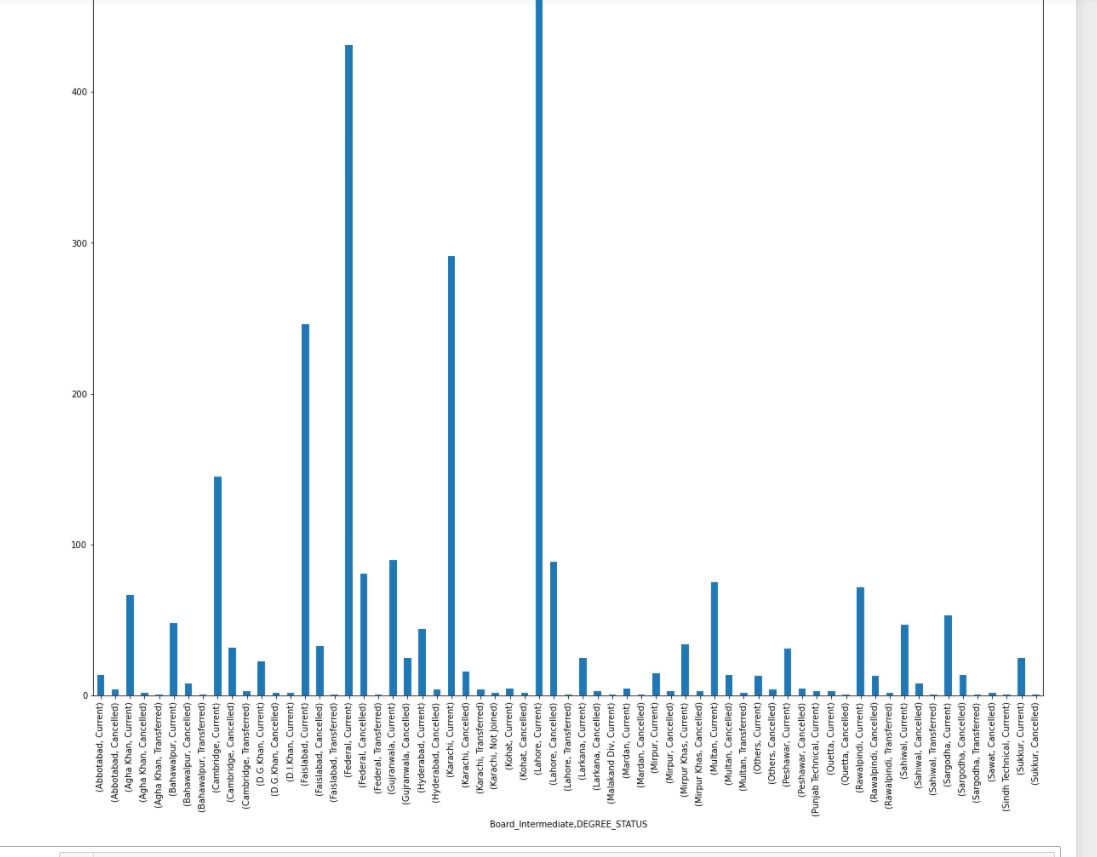 400
300
200
100
0
(Abbotabad, Current)
(Abbotabad, Cancelled)
(Agha Khan, Current)
(Agha Khan, Cancelled)
(Agha Khan, Transferred)
(Bahawalpur, Current)
(Bahawalpur, Cancelled)
(Bahawalpur, Transferred)
(Cambridge, Current)
(Cambridge, Cancelled)
(Cambridge, Transferred)
(D.G.Khan, Current)
(D.G.Khan, Cancelled)
(D.I.Khan, Current)
(Faislabad, Current)
(Faislabad, Cancelled)
(Faislabad, Transferred)
(Federal, Current)
(Federal, Cancelled)
(Federal, Transferred)
(Gujranwala, Current)
(Gujranwala, Cancelled)
(Hyderabad, Current)
(Hyderabad, Cancelled)
(Karachi, Current)
(Karachi, Cancelled)
(Karachi, Transferred)
(Karachi, Not Joined)
(Kohat, Current)
(Kohat, Cancelled)
(Lahore, Current)
(Lahore, Cancelled)
(Lahore, Transferred)
(Larkana, Current)
(Larkana, Cancelled)
(Malakand Div, Current)
(Mardan, Current)
(Mardan, Cancelled)
(Mirpur, Current)
(Mirpur, Cancelled)
(Mirpur Khas, Current)
(Mirpur Khas, Cancelled)
(Multan, Current)
(Multan, Cancelled)
(Multan, Transferred)
(Others, Current)
(Others, Cancelled)
(Peshawar, Current)
(Peshawar, Cancelled)
(Punjab Technical, Current)
(Quetta, Current)
(Quetta, Cancelled)
(Rawalpindi, Current)
(Rawalpindi, Cancelled)
(Rawalpindi, Transferred)
(Sahiwal, Current)
(Sahiwal, Cancelled)
(Sahiwal, Transferred)
(Sargodha, Current)
(Sargodha, Cancelled)
(Sargodha, Transferred)
(Sawat, Cancelled)
(Sindh Technical, Current)
(Sukkur, Current)
(Sukkur, Cancelled)
Board_Intermediate,DEGREE_STATUS